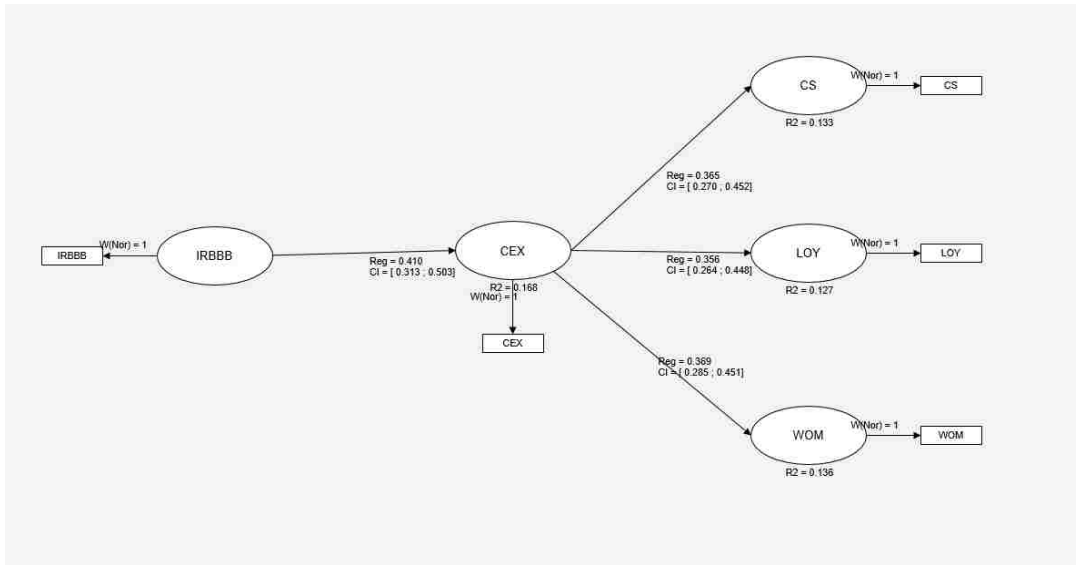 CS
W(Nor) = 1
CS
R2 = 0.133
Reg = 0.365
CI = [ 0.270 ; 0.452]
IRBBB
W(Nor) = 1
IRBBB
Reg = 0.410
CI = [ 0.313 ; 0.503]
CEX
R2 = 0.168
W(Nor) = 1
CEX
Reg = 0.356
CI = [ 0.264 ; 0.448]
LOY
W(Nor) = 1
LOY
R2 = 0.127
Reg = 0.369
CI = [ 0.285 ; 0.451]
WOM
W(Nor) = 1
WOM
R2 = 0.136